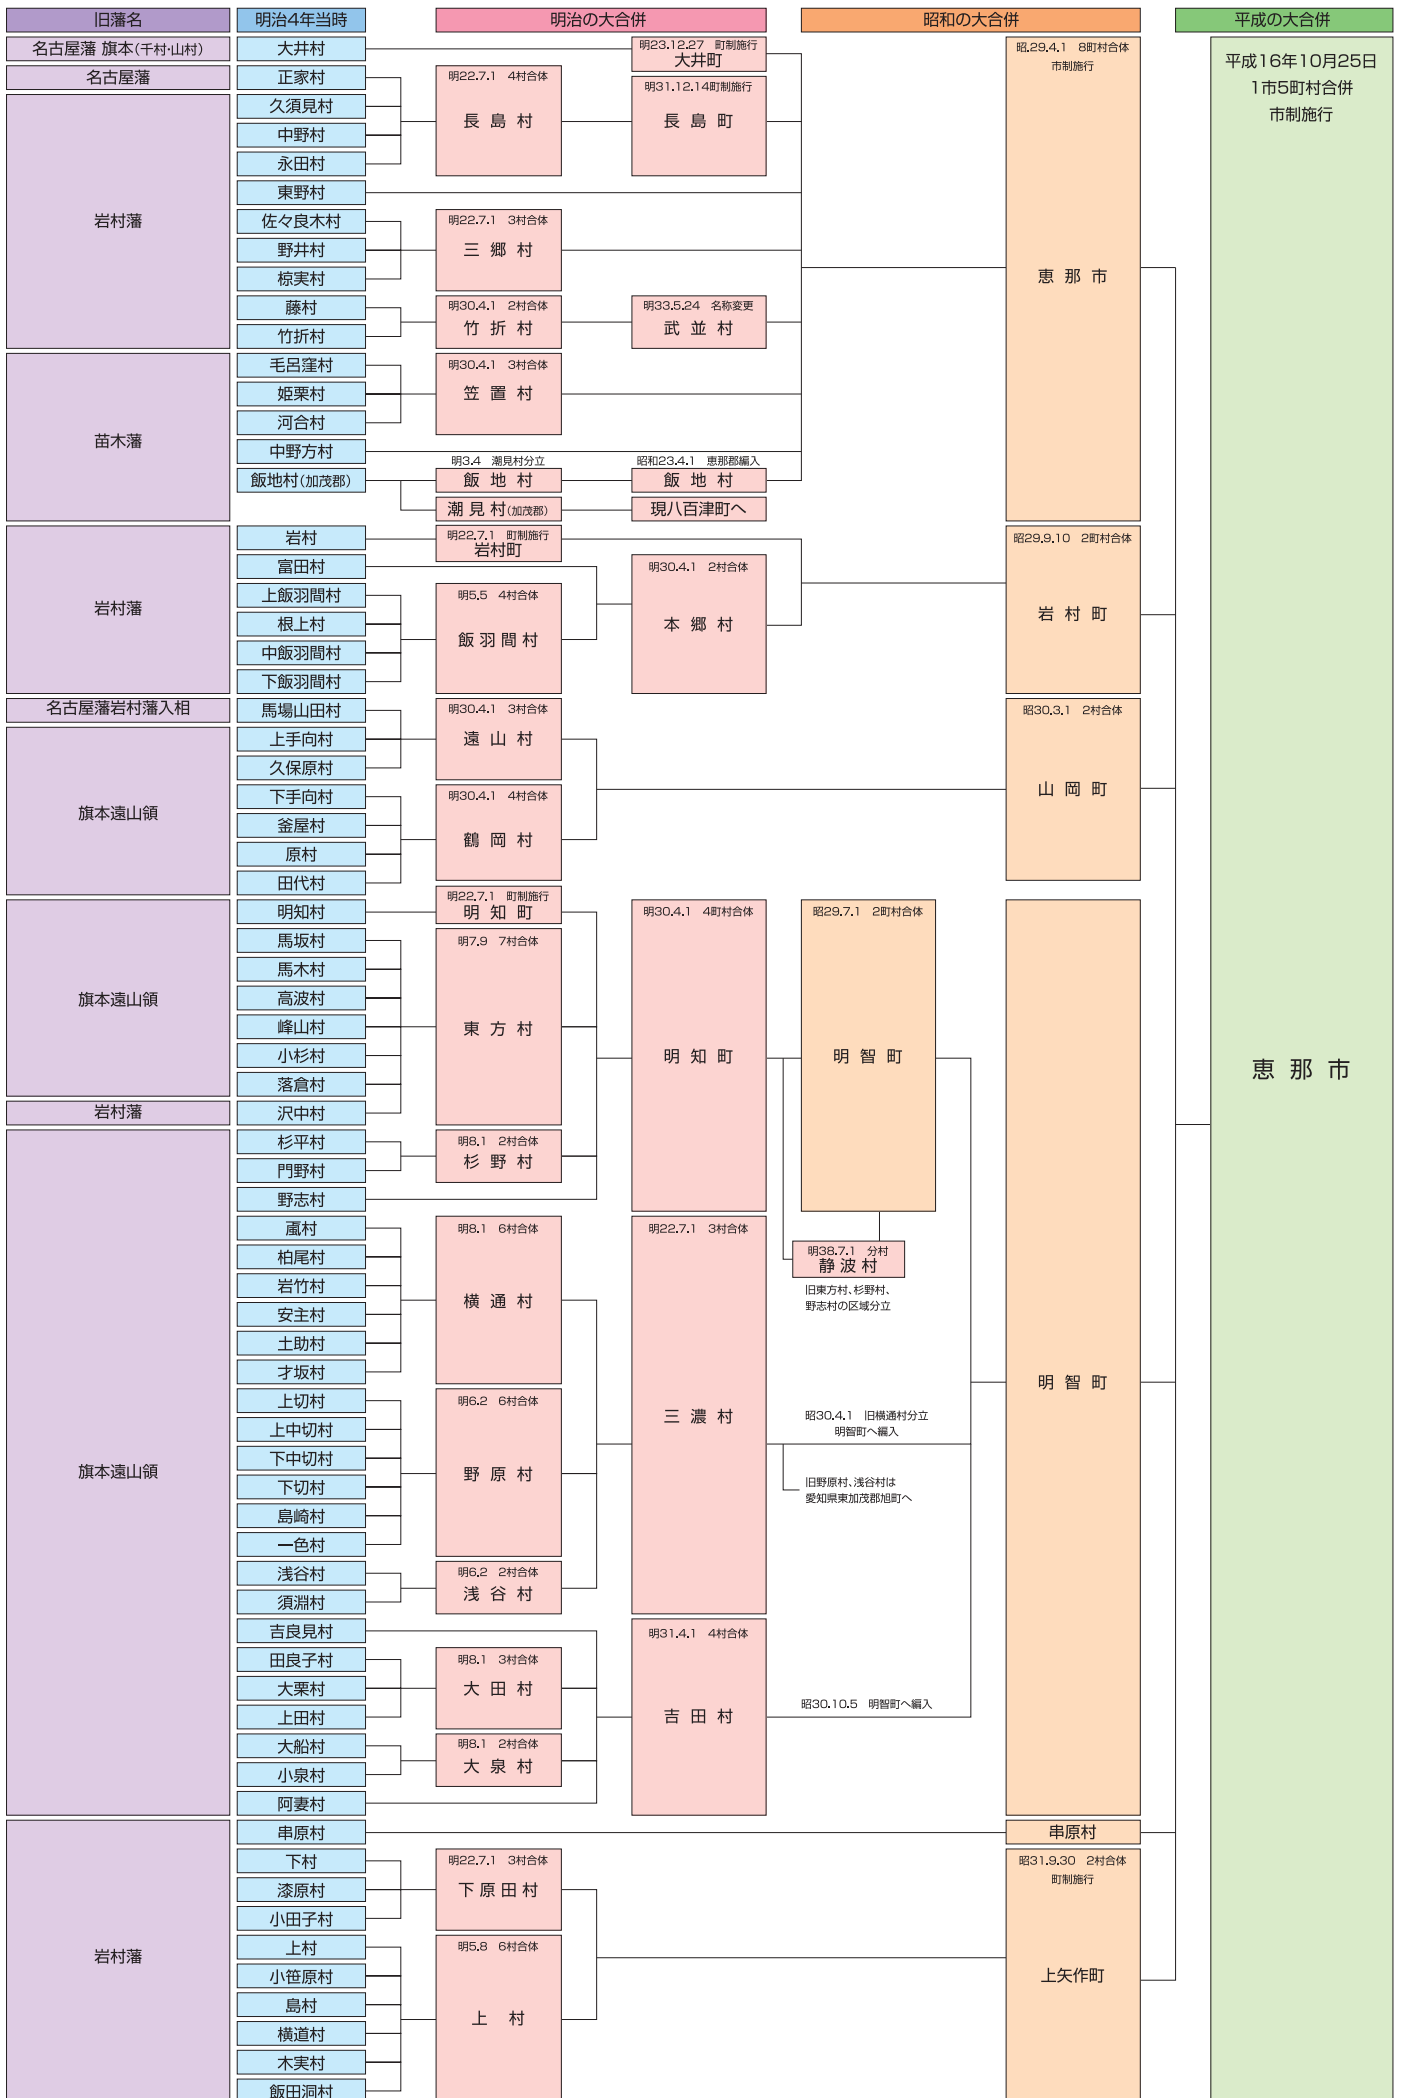 旧藩名
明治4年当時
明治の大合併
昭和の大合併
平成の大合併
名古屋藩 旗本(千村・山村)
名古屋藩
岩村藩
苗木藩
岩村藩
名古屋藩岩村藩入相
旗本遠山領
旗本遠山領
岩村藩
旗本遠山領
岩村藩
大井村
正家村
久須見村
中野村
永田村
東野村
佐々良木村
野井村
椋実村
藤村
竹折村
毛呂窪村
姫栗村
河合村
中野方村
飯地村(加茂郡)
岩村
富田村
上飯羽間村
根上村
中飯羽間村
下飯羽間村
馬場山田村
上手向村
久保原村
下手向村
釜屋村
原村
田代村
明知村
馬坂村
馬木村
高波村
峰山村
小杉村
落倉村
沢中村
杉平村
門野村
野志村
柏尾村
岩竹村
安主村
土助村
才坂村
上切村
上中切村
下中切村
下切村
島崎村
一色村
浅谷村
須淵村
吉良見村
田良子村
大栗村
上田村
大船村
小泉村
阿妻村
串原村
下村
漆原村
小田子村
上村
小笹原村
島村
横道村
木実村
飯田洞村
明22.7.1 4村合体
長島村
明22.7.1 3村合体
三郷村
明30.4.1 2村合体
竹折村
明30.4.1 3村合体
笠置村
明3.4 潮見村分立
飯地村
潮見村(加茂郡)
明22.7.1 町制施行
岩村町
明5.5 4村合体
飯羽間村
明30.4.1 3村合体
遠山村
明30.4.1 4村合体
鶴岡村
明22.7.1 町制施行
明知町
明7.9 7村合体
東方村
明8.1 2村合体
杉野村
明8.1 6村合体
横通村
明6.2 6村合体
野原村
明6.2 2村合体
浅谷村
明8.1 3村合体
大田村
明8.1 2村合体
大泉村
明22.7.1 3村合体
下原田村
明5.8 6村合体
上村
明23.12.27 町制施行
大井町
明31.12.14町制施行
長島町
明33.5.24 名称変更
武並村
昭和23.4.1 恵那郡編入
飯地村
現八百津町へ
明30.4.1 2村合体
本郷村
明30.4.1 4町村合体
明知町
明22.7.1 3村合体
三濃村
明31.4.1 4村合体
吉田村
昭29.7.1 2町村合体
明智町
明38.7.1 分村
静波村
旧東方村、杉野村、
野志村の区域分立
昭30.4.1 旧横通村分立
明智町へ編入
旧野原村、浅谷村は
愛知県東加茂郡旭町へ
昭30.10.5 明智町へ編入
昭.29.4.1 8町村合体
市制施行
恵那市
昭29.9.10 2町村合体
岩村町
昭30.3.1 2村合体
山岡町
明智町
串原村
昭31.9.30 2村合体
町制施行
上矢作町
平成16年10月25日
1市5町村合併
市制施行
恵那市